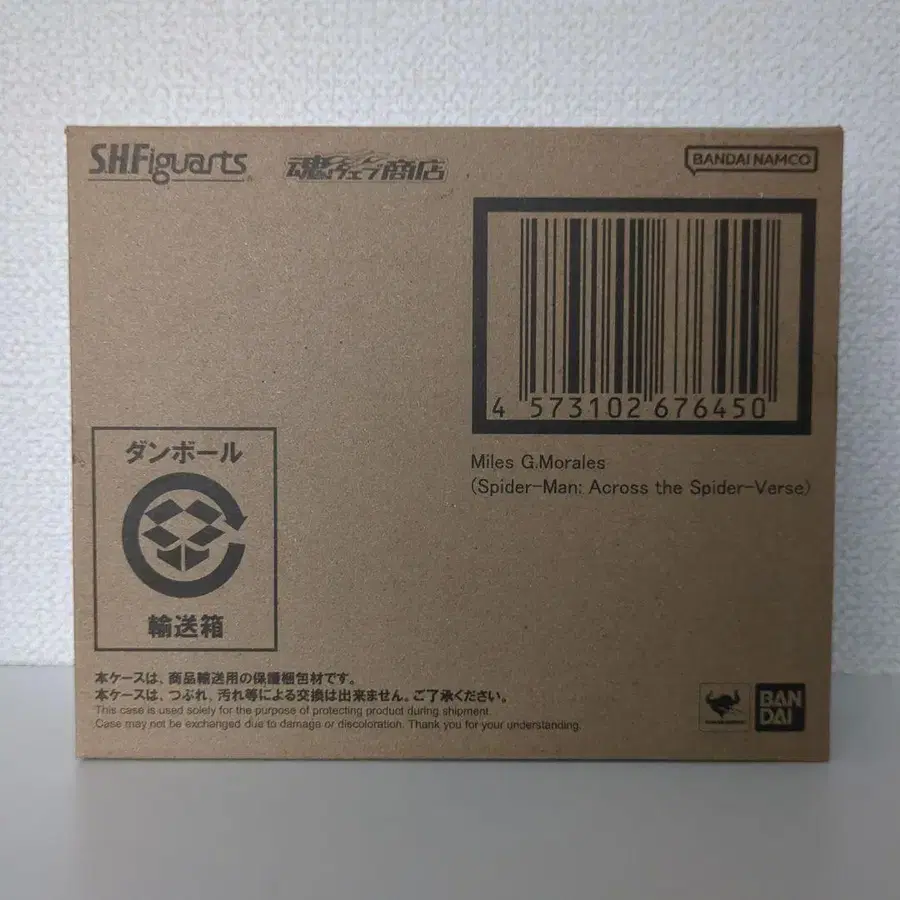 S.H.Figuarts
魂ウェブ商店
BANDAI NAMCO
4 573102 676450
Miles G.Morales
(Spider-Man: Across the Spider-Verse)
ダンボール
輸送箱
本ケースは、商品輸送用の保護梱包材です。
本ケースは、つぶれ、汚れ等による交換は出来ません。ご了承ください。
This case is used solely for the purpose of protecting product during shipment.
Case may not be exchanged due to damage or discoloration. Thank you for your understanding.
BAN
DAI